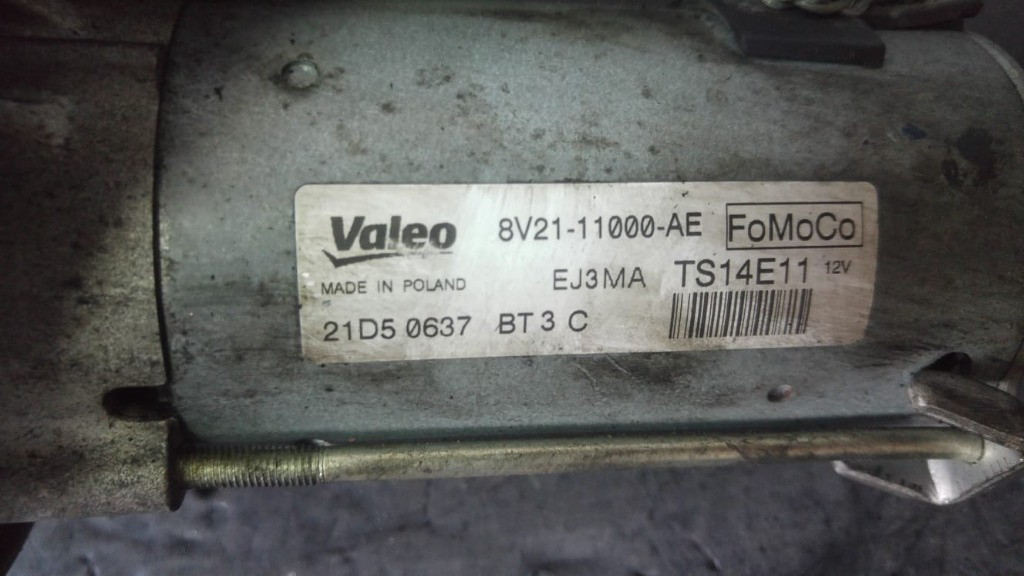 Valeo 8V21-11000-AE FoMoCo
MADE IN POLAND EJ3MA TS14E11 12V
21D5 0637 BT 3 C